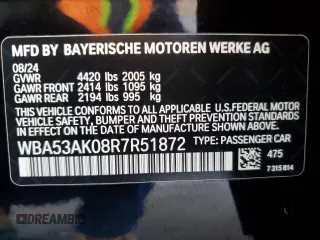 MFD BY BAYERISCHE MOTOREN WERKE AG
08/24
GVWR 4420 lbs 2005 kg
GAWR FRONT 2414 lbs 1095 kg
GAWR REAR 2194 lbs 995 kg
THIS VEHICLE CONFORMS TO ALL APPLICABLE U.S. FEDERAL MOTOR
VEHICLE SAFETY, BUMPER, AND THEFT PREVENTION STANDARDS
IN EFFECT ON THE DATE OF MANUFACTURE SHOWN ABOVE.
WBA53AK08R7R51872 TYPE: PASSENGER CAR
475
7 315 814
AUTO
DREAMBID